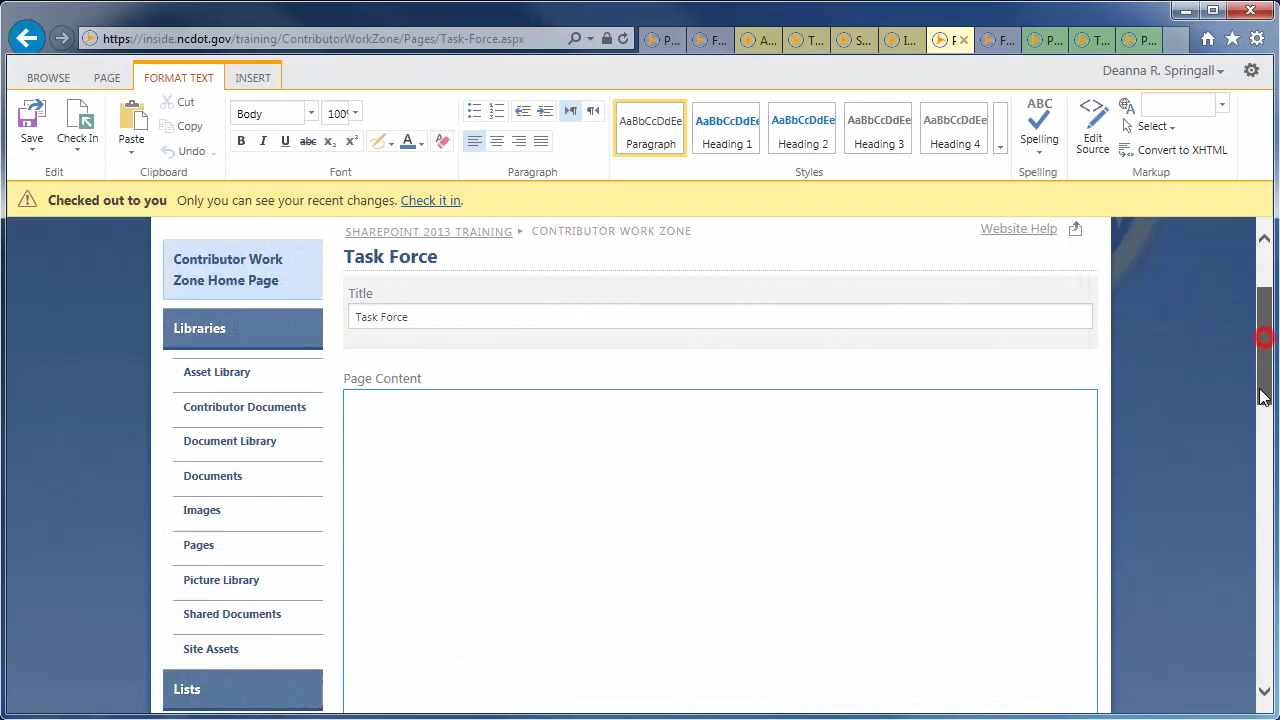 https://inside.ncdot.gov/training/ContributorWorkZone/Pages/Task-Force.aspx
P... F... A... T... S... I... F F... P... T... P...
BROWSE PAGE FORMAT TEXT INSERT
Deanna R. Springall
Save
Check In
Paste
Cut
Copy
Undo
Body
100%
B I U abc x₂ x²
AaBbCcDdEe AaBbCcDdEe AaBbCcDdEe AaBbCcDdEe AaBbCcDdEe
Paragraph Heading 1 Heading 2 Heading 3 Heading 4
ABC
Spelling
Edit
Source
Select
Convert to XHTML
Edit Clipboard Font Paragraph Styles Spelling Markup
Checked out to you Only you can see your recent changes. Check it in.
SHAREPOINT 2013 TRAINING CONTRIBUTOR WORK ZONE
Website Help
Contributor Work
Zone Home Page
Libraries
Asset Library
Contributor Documents
Document Library
Documents
Images
Pages
Picture Library
Shared Documents
Site Assets
Lists
Task Force
Title
Task Force
Page Content